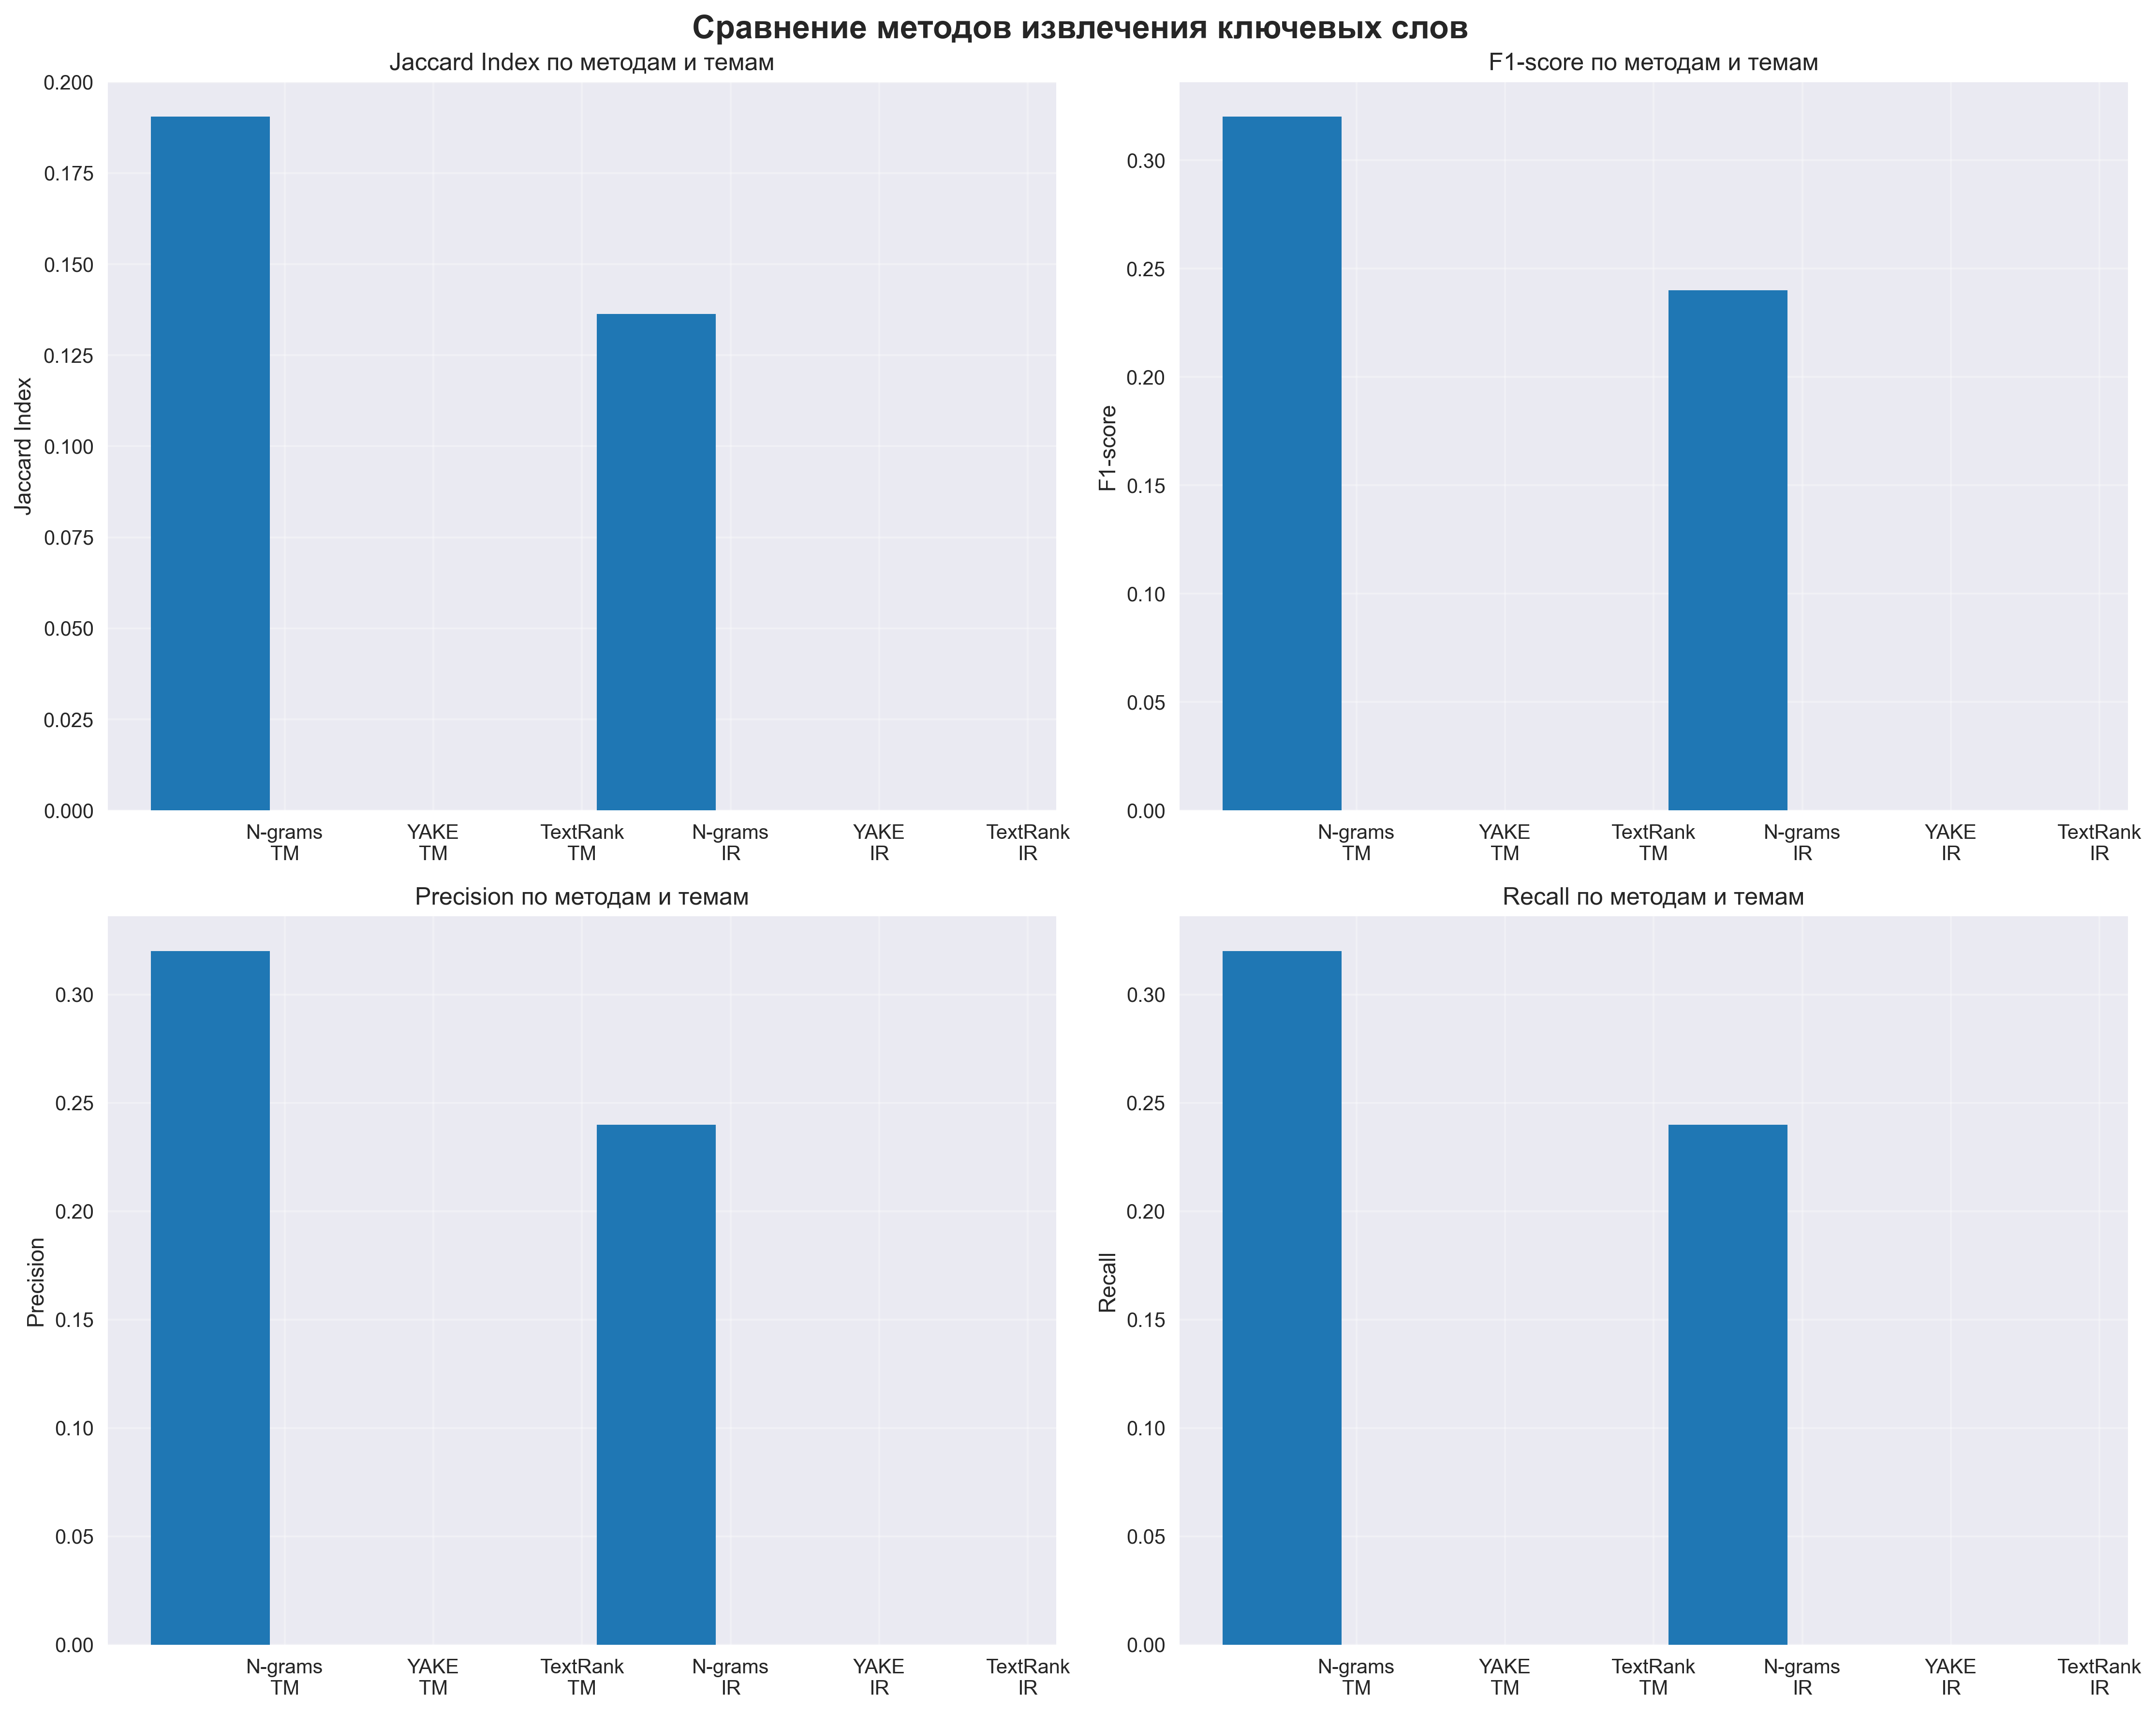 Сравнение методов извлечения ключевых слов
Jaccard Index по методам и темам
Jaccard Index
0.200
0.175
0.150
0.125
0.100
0.075
0.050
0.025
0.000
N-grams YAKE TextRank N-grams YAKE TextRank
TM TM TM IR IR IR
F1-score по методам и темам
F1-score
0.30
0.25
0.20
0.15
0.10
0.05
0.00
N-grams YAKE TextRank N-grams YAKE TextRank
TM TM TM IR IR IR
Precision по методам и темам
Precision
0.30
0.25
0.20
0.15
0.10
0.05
0.00
N-grams YAKE TextRank N-grams YAKE TextRank
TM TM TM IR IR IR
Recall по методам и темам
Recall
0.30
0.25
0.20
0.15
0.10
0.05
0.00
N-grams YAKE TextRank N-grams YAKE TextRank
TM TM TM IR IR IR